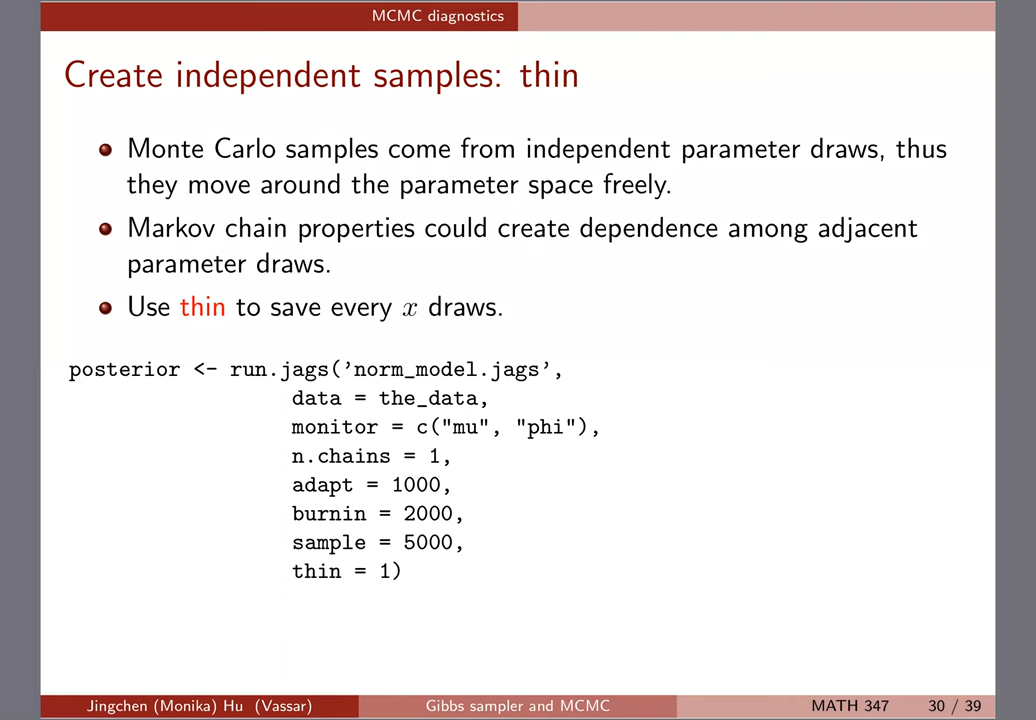 MCMC diagnostics
Create independent samples: thin
Monte Carlo samples come from independent parameter draws, thus
they move around the parameter space freely.
Markov chain properties could create dependence among adjacent
parameter draws.
Use thin to save every x draws.
posterior <- run.jags(’norm_model.jags’,
data = the_data,
monitor = c("mu", "phi"),
n.chains = 1,
adapt = 1000,
burnin = 2000,
sample = 5000,
thin = 1)
Jingchen (Monika) Hu (Vassar) Gibbs sampler and MCMC MATH 347 30 / 39